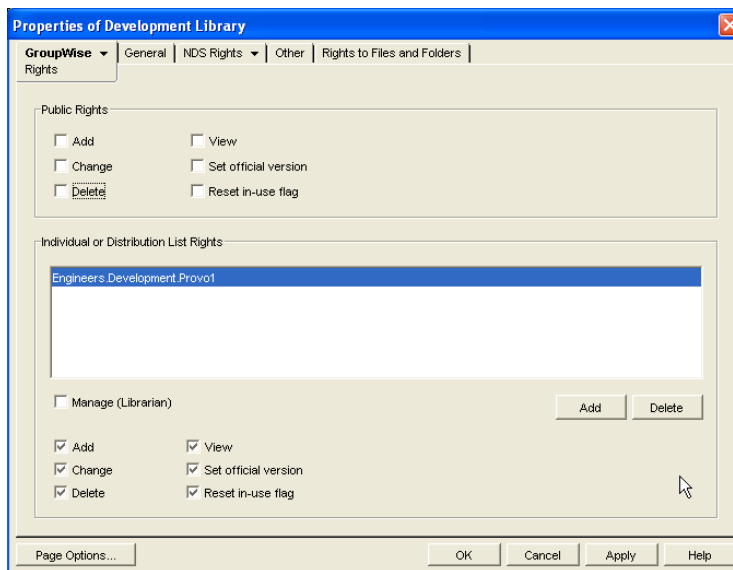 Properties of Development Library
GroupWise General NDS Rights Other Rights to Files and Folders
Rights
Public Rights
Add View
Change Set official version
Delete Reset in-use flag
Individual or Distribution List Rights
Engineers.Development.Provo1
Manage (Librarian) Add Delete
Add View
Change Set official version
Delete Reset in-use flag
Page Options... OK Cancel Apply Help